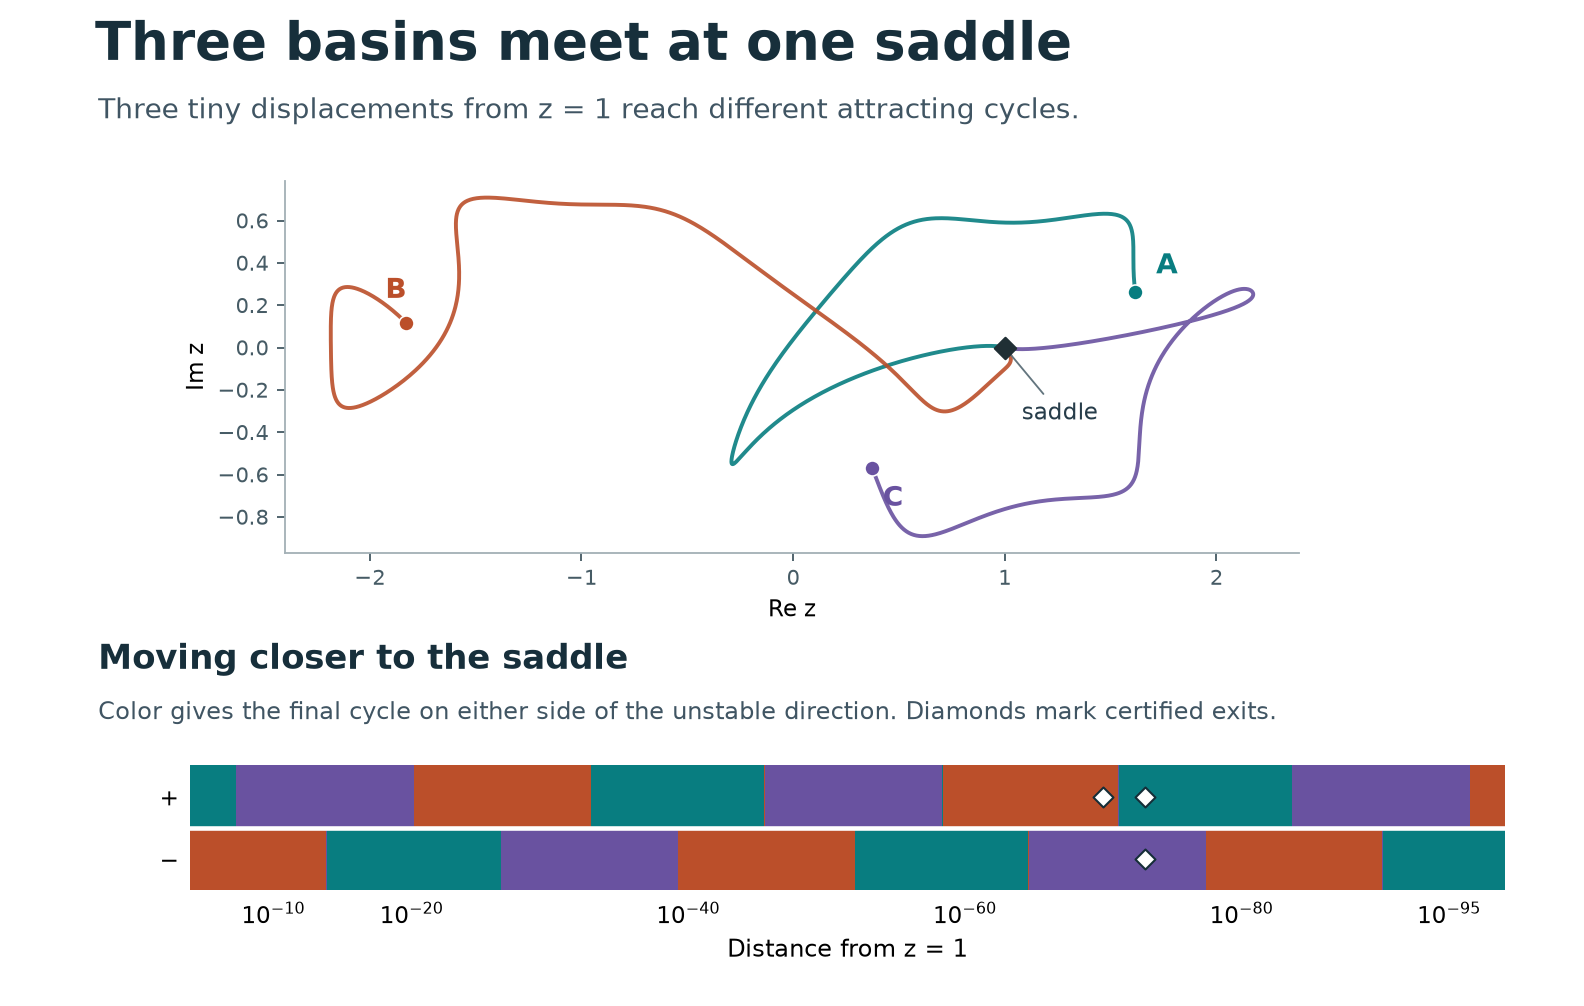 Three basins meet at one saddle
Three tiny displacements from z = 1 reach different attracting cycles.
0.6
0.4
0.2
0.0
−0.2
−0.4
−0.6
−0.8
Im z
B
A
saddle
C
−2 −1 0 1 2
Re z
Moving closer to the saddle
Color gives the final cycle on either side of the unstable direction. Diamonds mark certified exits.
+
−
10⁻¹⁰ 10⁻²⁰ 10⁻⁴⁰ 10⁻⁶⁰ 10⁻⁸⁰ 10⁻⁹⁵
Distance from z = 1